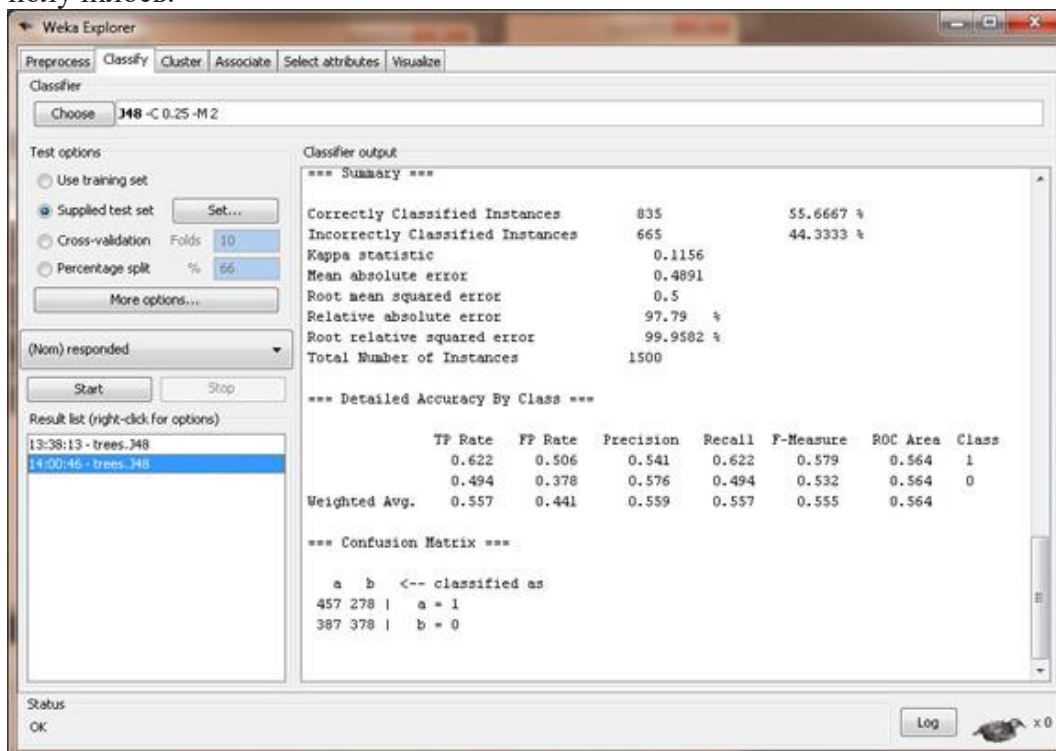 получилось.
Weka Explorer
Preprocess Classify Cluster Associate Select attributes Visualize
Classifier
Choose J48 -C 0.25 -M 2
Test options
Use training set
Supplied test set Set...
Cross-validation Folds 10
Percentage split % 66
More options...
(Nom) responded
Start Stop
Result list (right-click for options)
13:38:13 - trees.J48
14:00:46 - trees.J48
Classifier output
=== Summary ===
Correctly Classified Instances 835 55.6667 %
Incorrectly Classified Instances 665 44.3333 %
Kappa statistic 0.1156
Mean absolute error 0.4891
Root mean squared error 0.5
Relative absolute error 97.79 %
Root relative squared error 99.9582 %
Total Number of Instances 1500
=== Detailed Accuracy By Class ===
TP Rate FP Rate Precision Recall F-Measure ROC Area Class
0.622 0.506 0.541 0.622 0.579 0.564 1
0.494 0.378 0.576 0.494 0.532 0.564 0
Weighted Avg. 0.557 0.441 0.559 0.557 0.555 0.564
=== Confusion Matrix ===
a b <-- classified as
457 278 | a = 1
387 378 | b = 0
Status
OK
Log
x 0